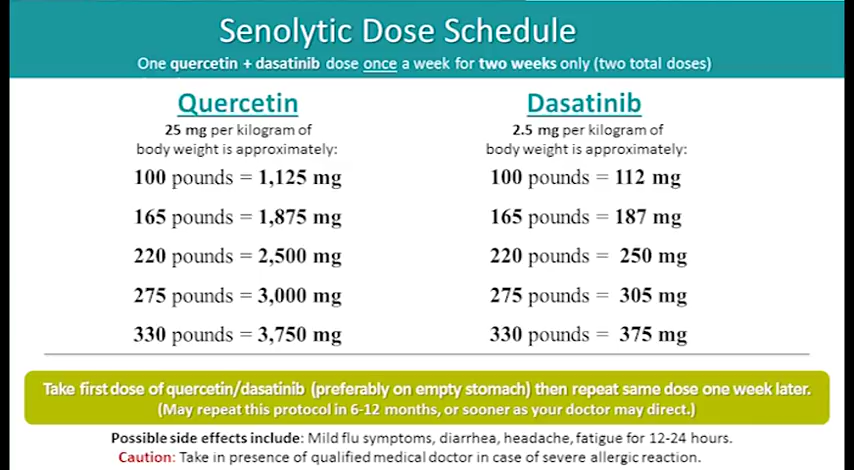 Senolytic Dose Schedule
One quercetin + dasatinib dose once a week for two weeks only (two total doses)
Quercetin
25 mg per kilogram of
body weight is approximately:
100 pounds = 1,125 mg
165 pounds = 1,875 mg
220 pounds = 2,500 mg
275 pounds = 3,000 mg
330 pounds = 3,750 mg
Dasatinib
2.5 mg per kilogram of
body weight is approximately:
100 pounds = 112 mg
165 pounds = 187 mg
220 pounds = 250 mg
275 pounds = 305 mg
330 pounds = 375 mg
Take first dose of quercetin/dasatinib (preferably on empty stomach) then repeat same dose one week later.
(May repeat this protocol in 6-12 months, or sooner as your doctor may direct.)
Possible side effects include: Mild flu symptoms, diarrhea, headache, fatigue for 12-24 hours.
Caution: Take in presence of qualified medical doctor in case of severe allergic reaction.